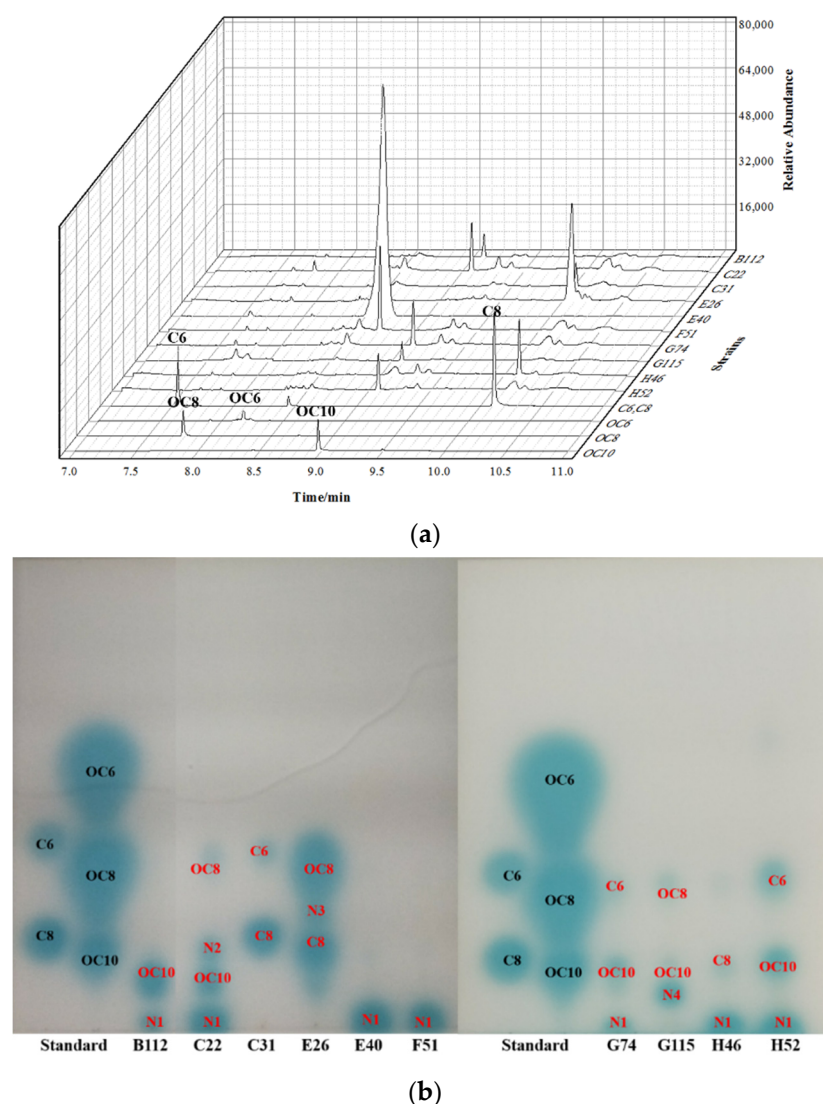 80,000
64,000
48,000
32,000
16,000
Relative Abundance
B112
C22
C31
E26
E40
F51
G74
G115
H46
H52
C6,C8
OC6
OC8
OC10
Strains
C6
C8
OC8
OC6
OC10
7.0 7.5 8.0 8.5 9.0 9.5 10.0 10.5 11.0
Time/min
(a)
OC6
C6
OC8
C8
OC10
OC10
N1
OC8
N2
OC10
N1
C6
C8
OC8
N3
C8
N1
N1
OC6
C6
OC8
C8
OC10
C6
OC10
N1
OC8
OC10
N4
C8
N1
C6
OC10
N1
Standard B112 C22 C31 E26 E40 F51 Standard G74 G115 H46 H52
(b)